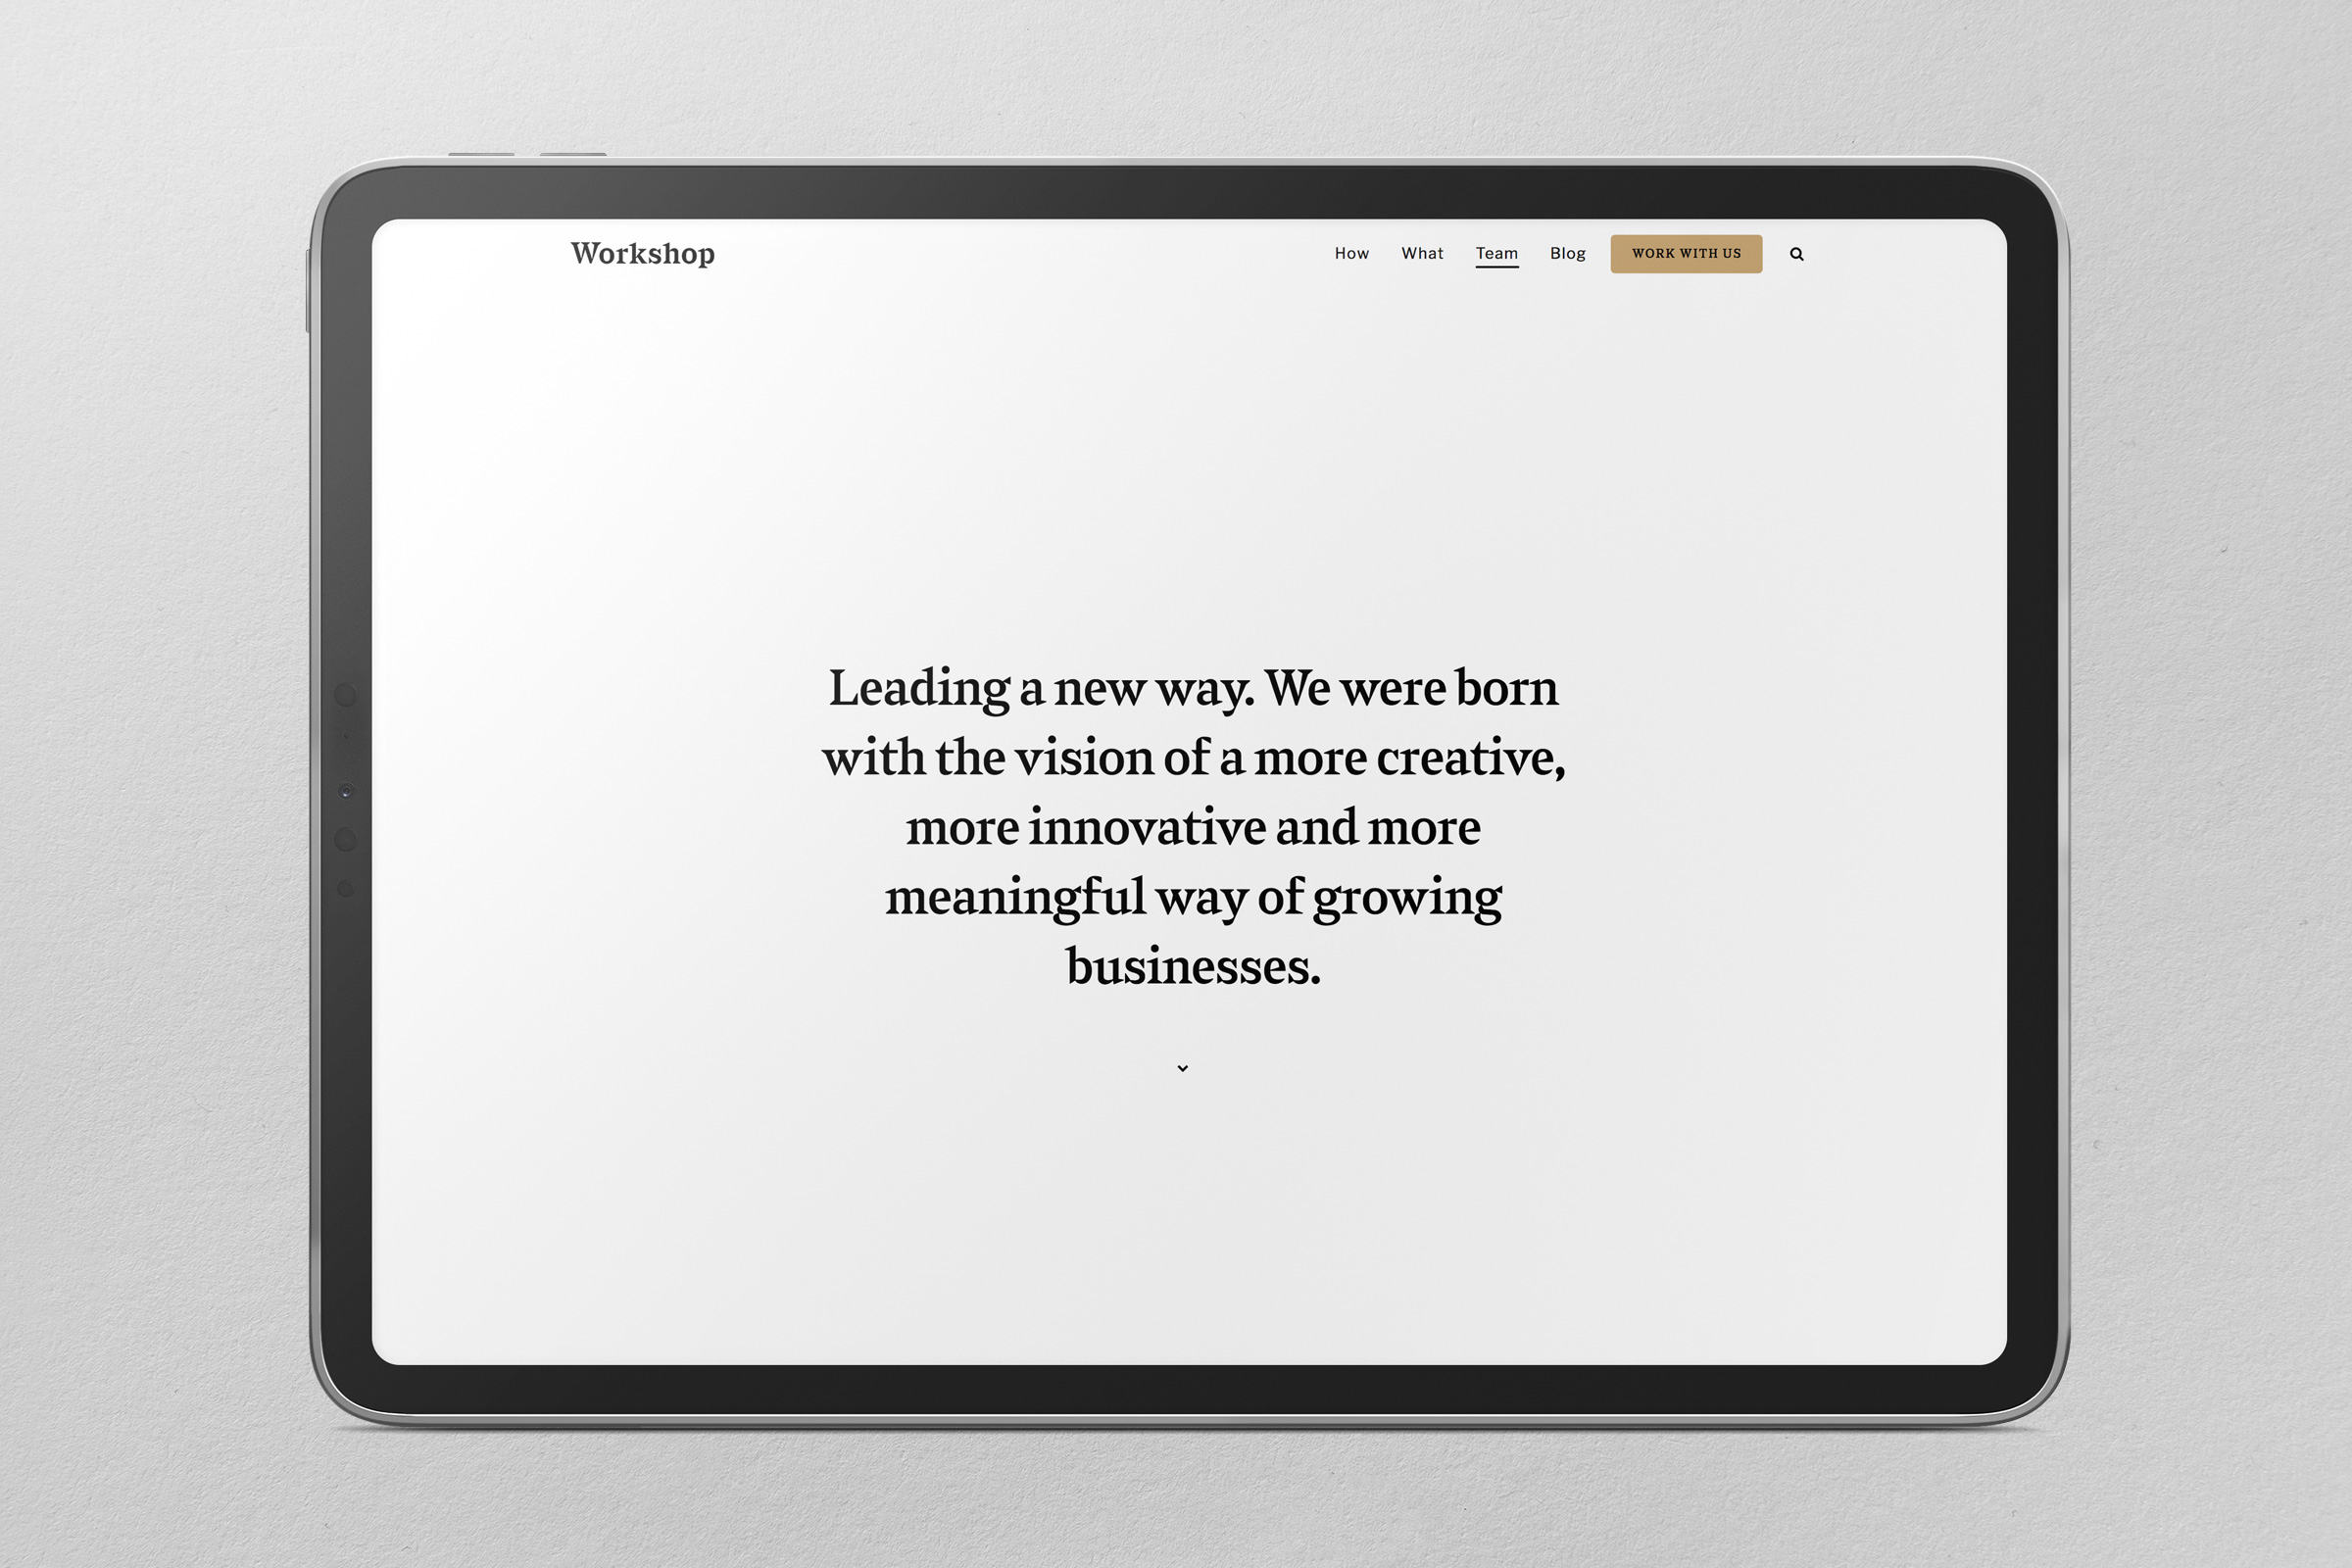 Workshop
How What Team Blog WORK WITH US
Leading a new way. We were born
with the vision of a more creative,
more innovative and more
meaningful way of growing
businesses.